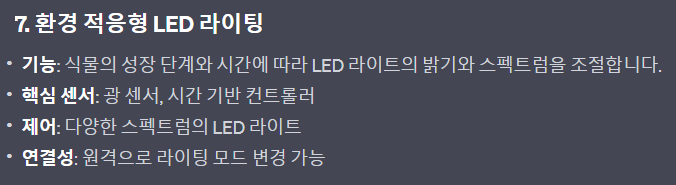 7. 환경 적응형 LED 라이팅
• 기능: 식물의 성장 단계와 시간에 따라 LED 라이트의 밝기와 스펙트럼을 조절합니다.
• 핵심 센서: 광 센서, 시간 기반 컨트롤러
• 제어: 다양한 스펙트럼의 LED 라이트
• 연결성: 원격으로 라이팅 모드 변경 가능